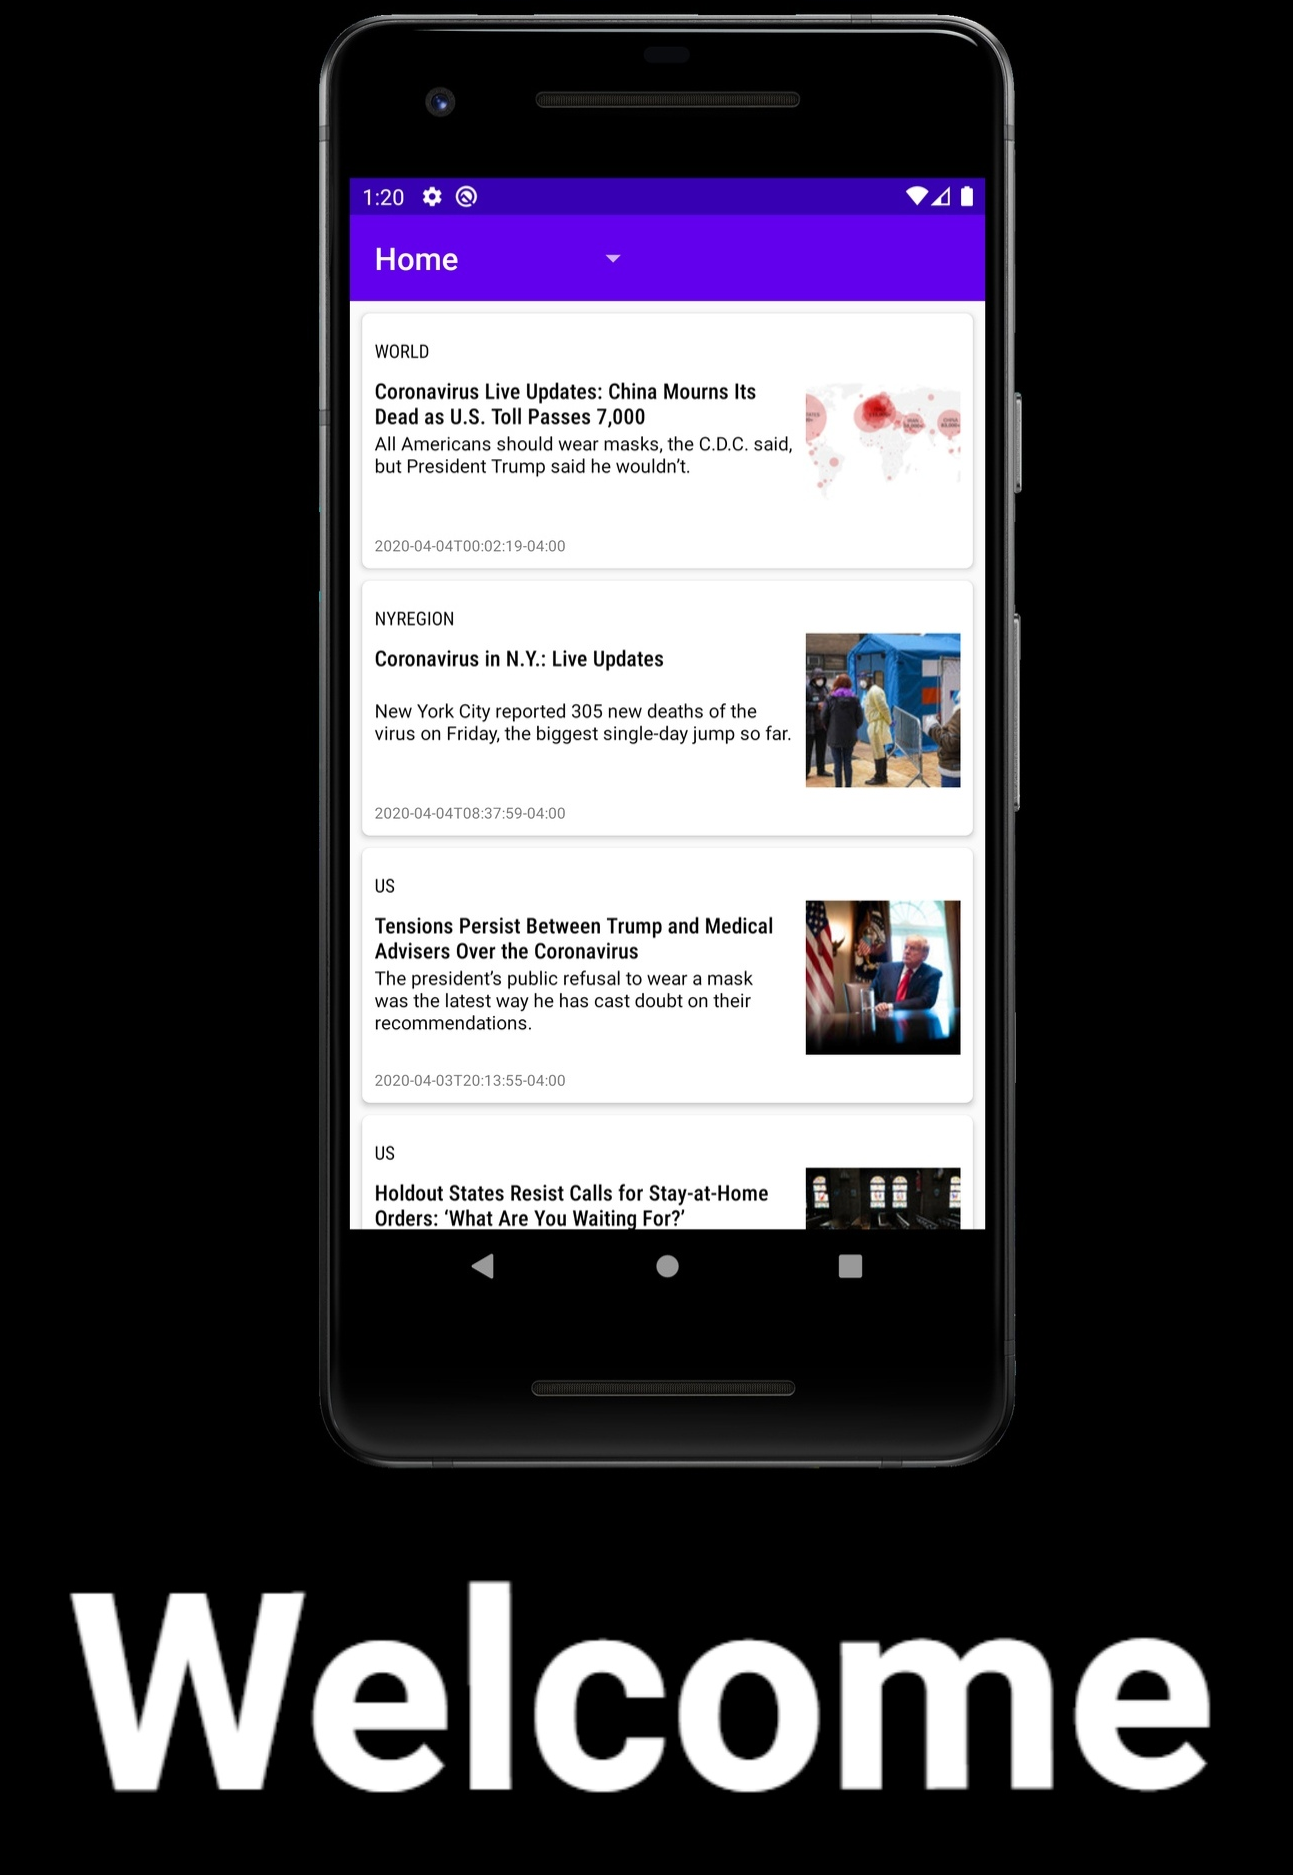 1:20
Home
WORLD
Coronavirus Live Updates: China Mourns Its
Dead as U.S. Toll Passes 7,000
All Americans should wear masks, the C.D.C. said,
but President Trump said he wouldn’t.
2020-04-04T00:02:19-04:00
NYREGION
Coronavirus in N.Y.: Live Updates
New York City reported 305 new deaths of the
virus on Friday, the biggest single-day jump so far.
2020-04-04T08:37:59-04:00
US
Tensions Persist Between Trump and Medical
Advisers Over the Coronavirus
The president’s public refusal to wear a mask
was the latest way he has cast doubt on their
recommendations.
2020-04-03T20:13:55-04:00
US
Holdout States Resist Calls for Stay-at-Home
Orders: ‘What Are You Waiting For?’
Welcome